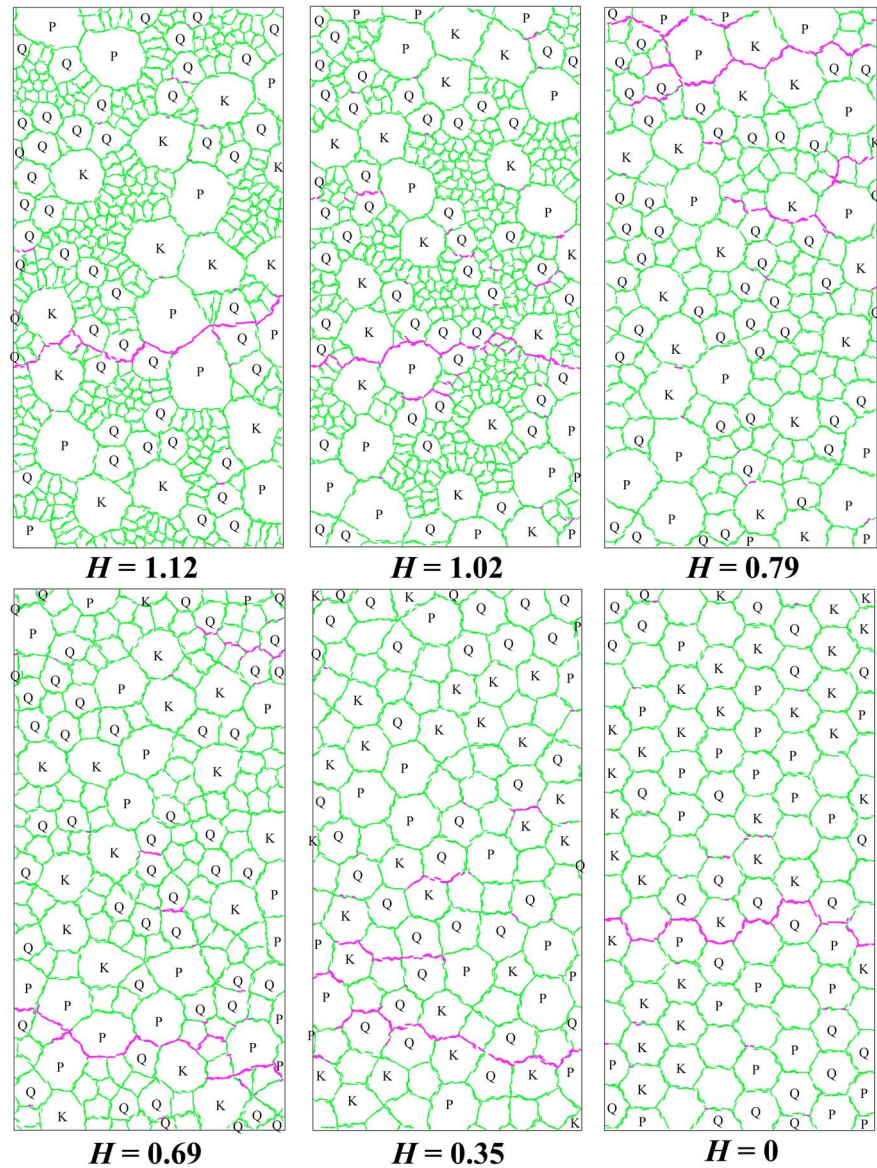 Q Q
P Q
Q P
Q Q Q
Q K P
Q Q Q
Q Q K Q Q
Q K K
Q P
Q Q
Q Q K K
Q P Q
Q K Q Q
Q Q P
K P Q
Q
Q Q K
P Q Q
Q K P
K Q
P Q Q
H = 1.12
Q P P Q
Q P K
Q K Q
Q P
Q Q Q
K K
Q Q
P
Q Q P
K Q
Q K
K Q Q
K Q Q K
Q P Q Q
K
Q Q Q
Q K Q P
Q P
K
P P
Q Q P K P
H = 1.02
Q P P
Q P K
Q Q Q
Q Q K K
Q P
K Q Q K
P K P
Q Q Q
Q K Q
Q Q
Q Q Q K
K Q
K P
Q Q K Q
P
P K Q
Q P Q Q P K P
H = 0.79
Q Q P K Q P Q
P Q Q
Q K
Q Q Q
Q Q P K
Q Q Q K Q P
K K P K
P
Q Q Q K
K Q Q Q
K Q Q K
Q Q P
K P
P Q Q P
Q P P P
P Q K P
Q K Q Q K Q
Q Q
H = 0.69
K Q K Q Q Q Q
P P
Q Q Q
K K P
Q K K
K
P Q
Q P Q K
K Q P K
K K Q Q
K Q Q Q
P K Q P
P K Q
P Q Q K Q
K K Q K P
P
H = 0.35
Q K Q K
Q P Q K
K Q K
P K P
K K P P
K P K
P P
K K
K Q K
Q K Q
K P Q
K Q
K K
K K P
K Q Q
Q P Q Q P
H = 0